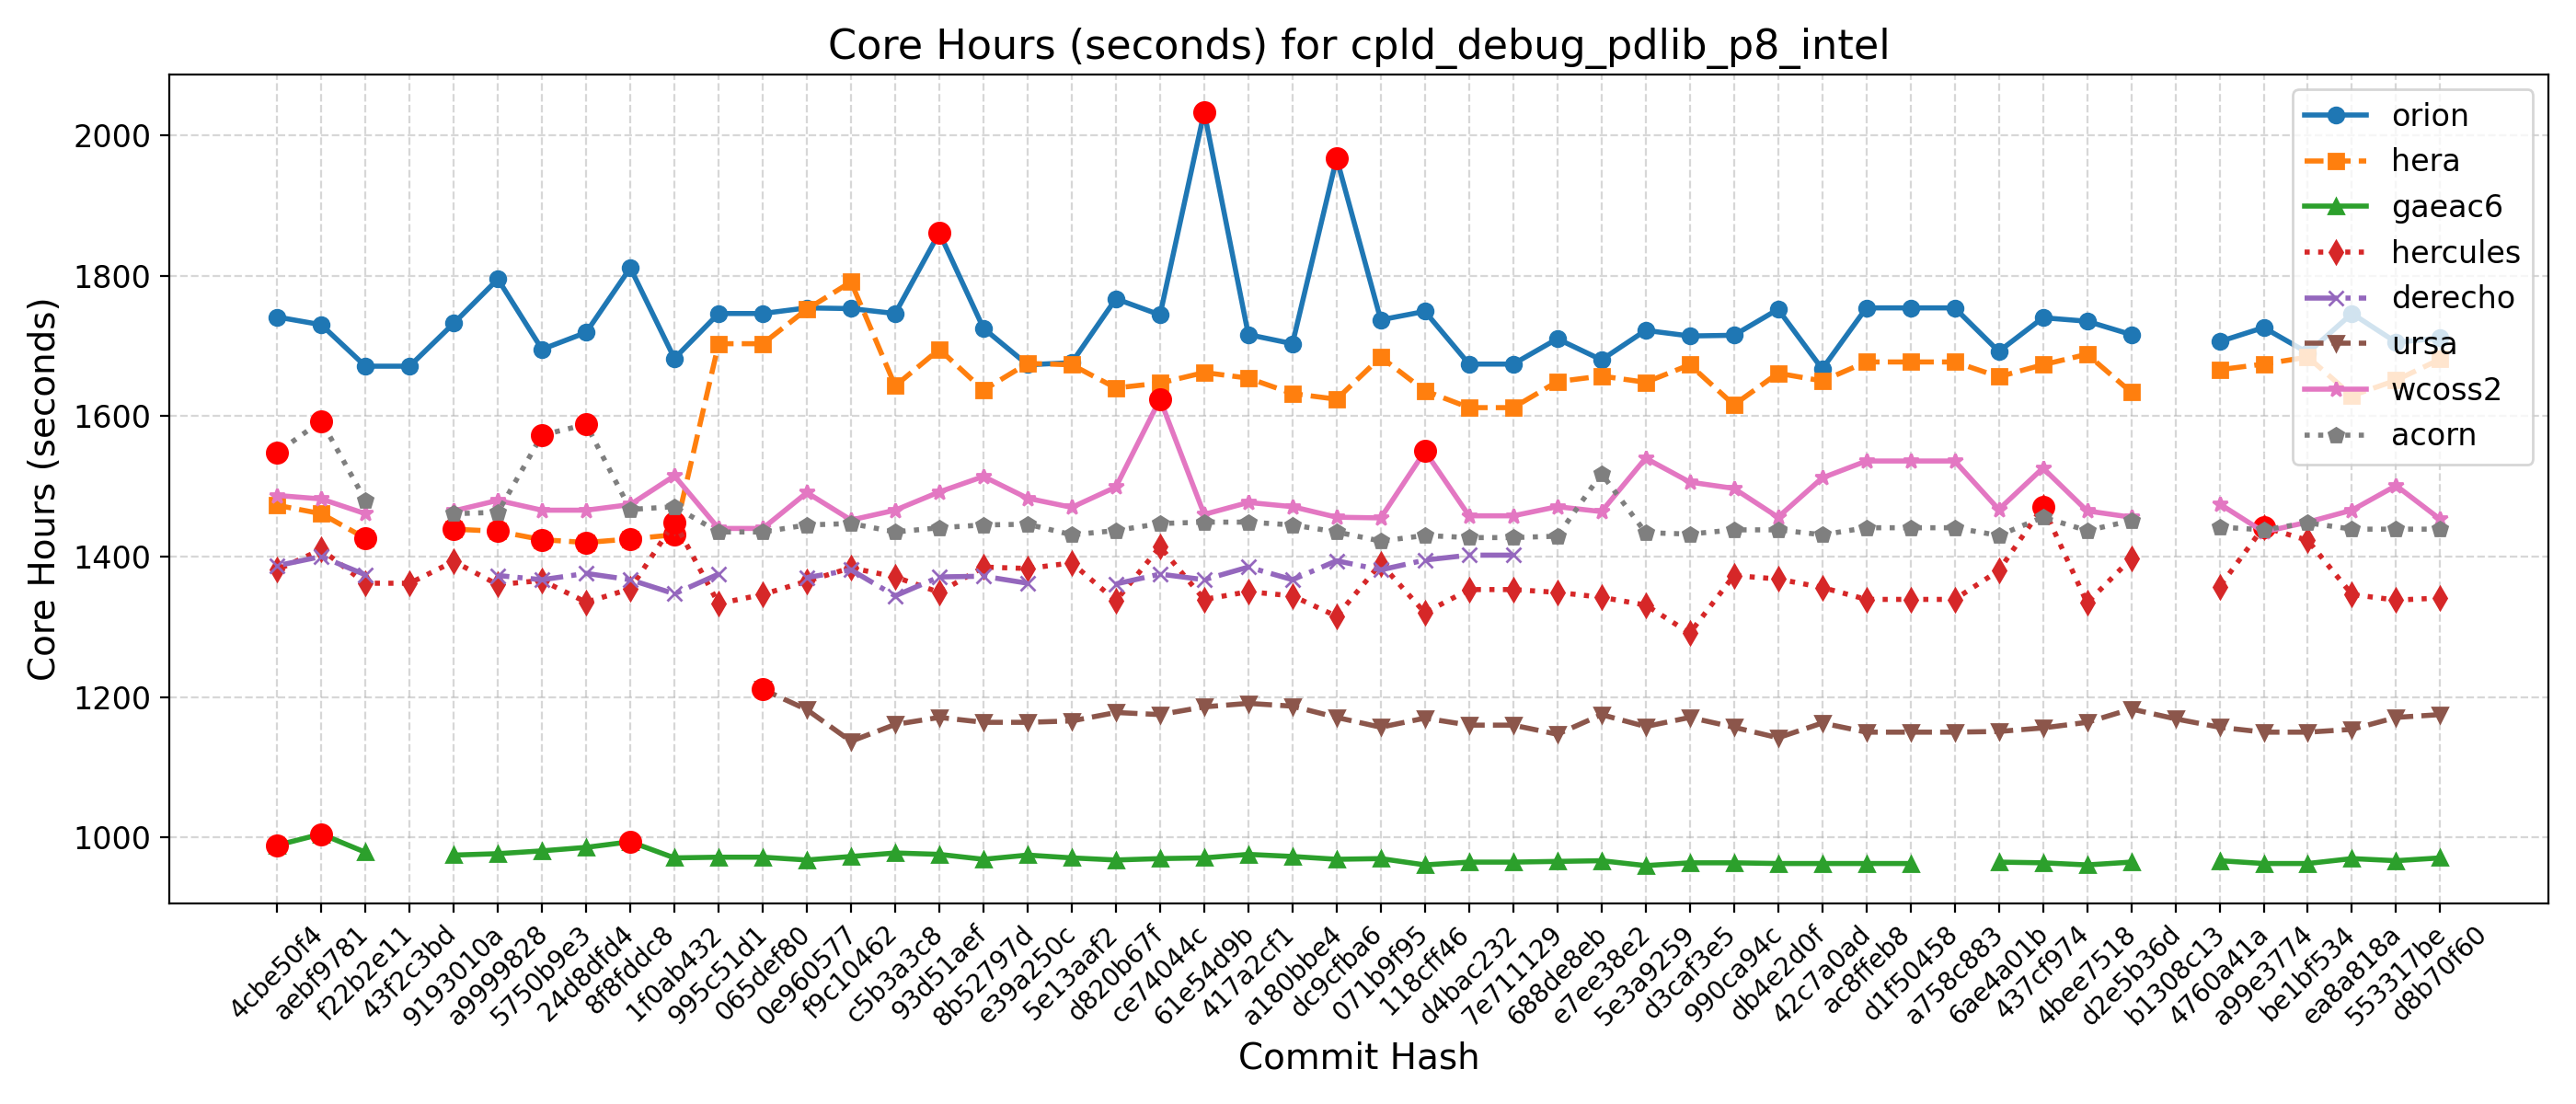 Core Hours (seconds) for cpld_debug_pdlib_p8_intel
Core Hours (seconds)
2000
1800
1600
1400
1200
1000
orion
hera
gaeac6
hercules
derecho
ursa
wcoss2
acorn
4cbe50f4
aebf9781
f22b2e11
43f2c3bd
9193010a
a9999828
5750b9e3
24d8dfd4
8f8fddc8
1f0ab432
995c51d1
065def80
0e960577
f9c10462
c5b3a3c8
93d51aef
8b52797d
e39a250c
5e13aaf2
d820b67f
ce74044c
61e54d9b
417a2cf1
a180bbe4
dc9cfba6
071b9f95
118cff46
d4bac232
7e711129
688de8eb
e7ee38e2
5e3a9259
d3caf3e5
990ca94c
db4e2d0f
42c7a0ad
ac8ffeb8
d1f50458
a758c883
6ae4a01b
437cf974
4bee7518
d2e5b36d
b1308c13
4760a41a
a99e3774
be1bf534
ea8a818a
553317be
d8b70f60
Commit Hash